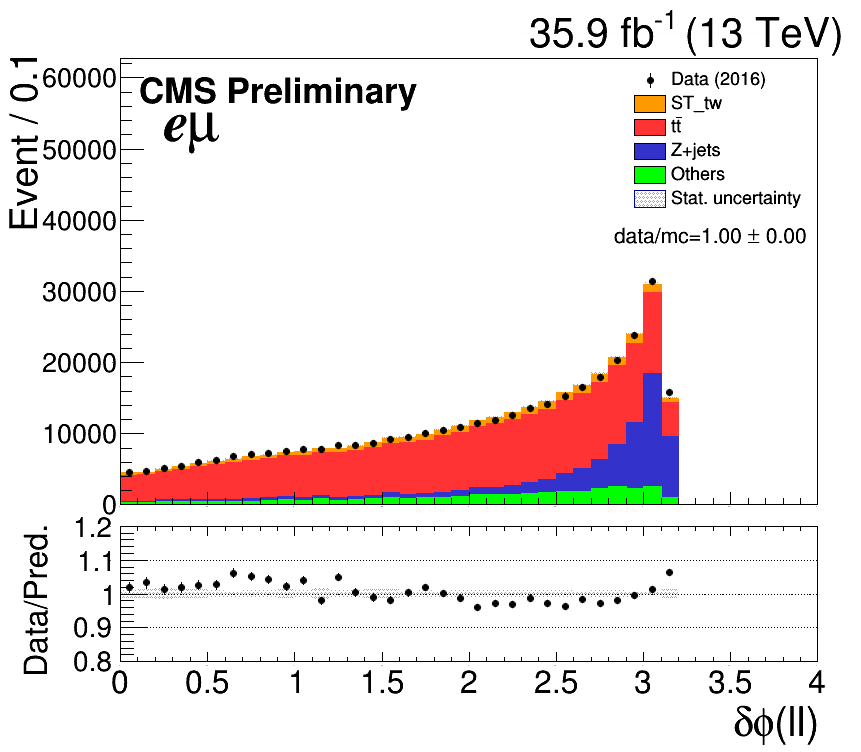 35.9 fb⁻¹ (13 TeV)
Event / 0.1
60000
50000
40000
30000
20000
10000
0
CMS Preliminary
eμ
Data (2016)
ST_tw
tt̄
Z+jets
Others
Stat. uncertainty
data/mc=1.00 ± 0.00
Data/Pred.
1.2
1.1
1
0.9
0.8
0 0.5 1 1.5 2 2.5 3 3.5 4
δϕ(ll)